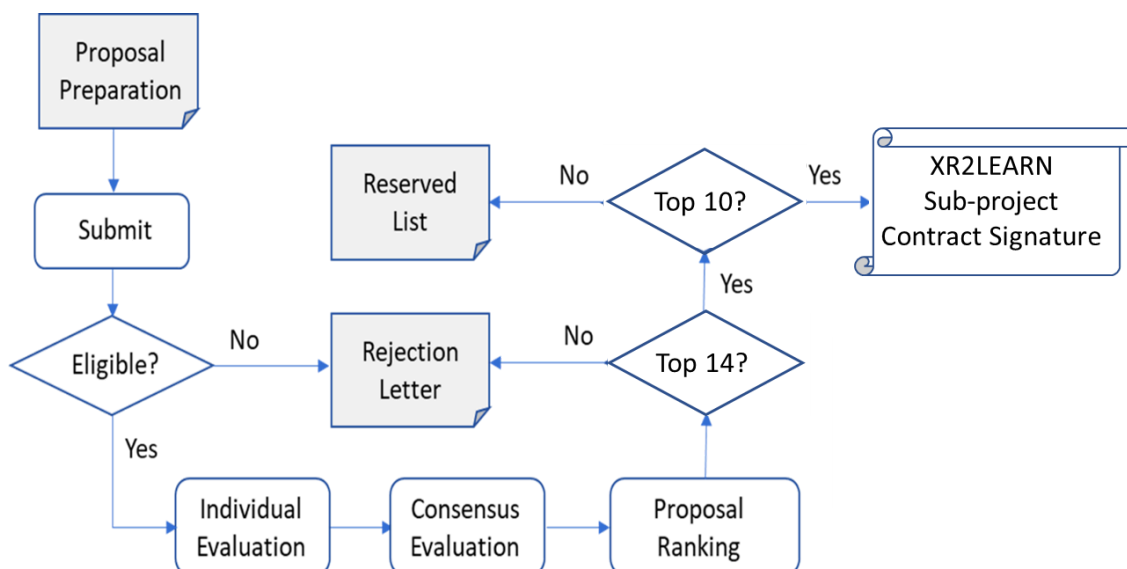 Proposal
Preparation
Submit
Eligible?
No
Yes
Individual
Evaluation
Consensus
Evaluation
Proposal
Ranking
Top 14?
No
Rejection
Letter
Yes
Top 10?
No
Reserved
List
Yes
XR2LEARN
Sub-project
Contract Signature